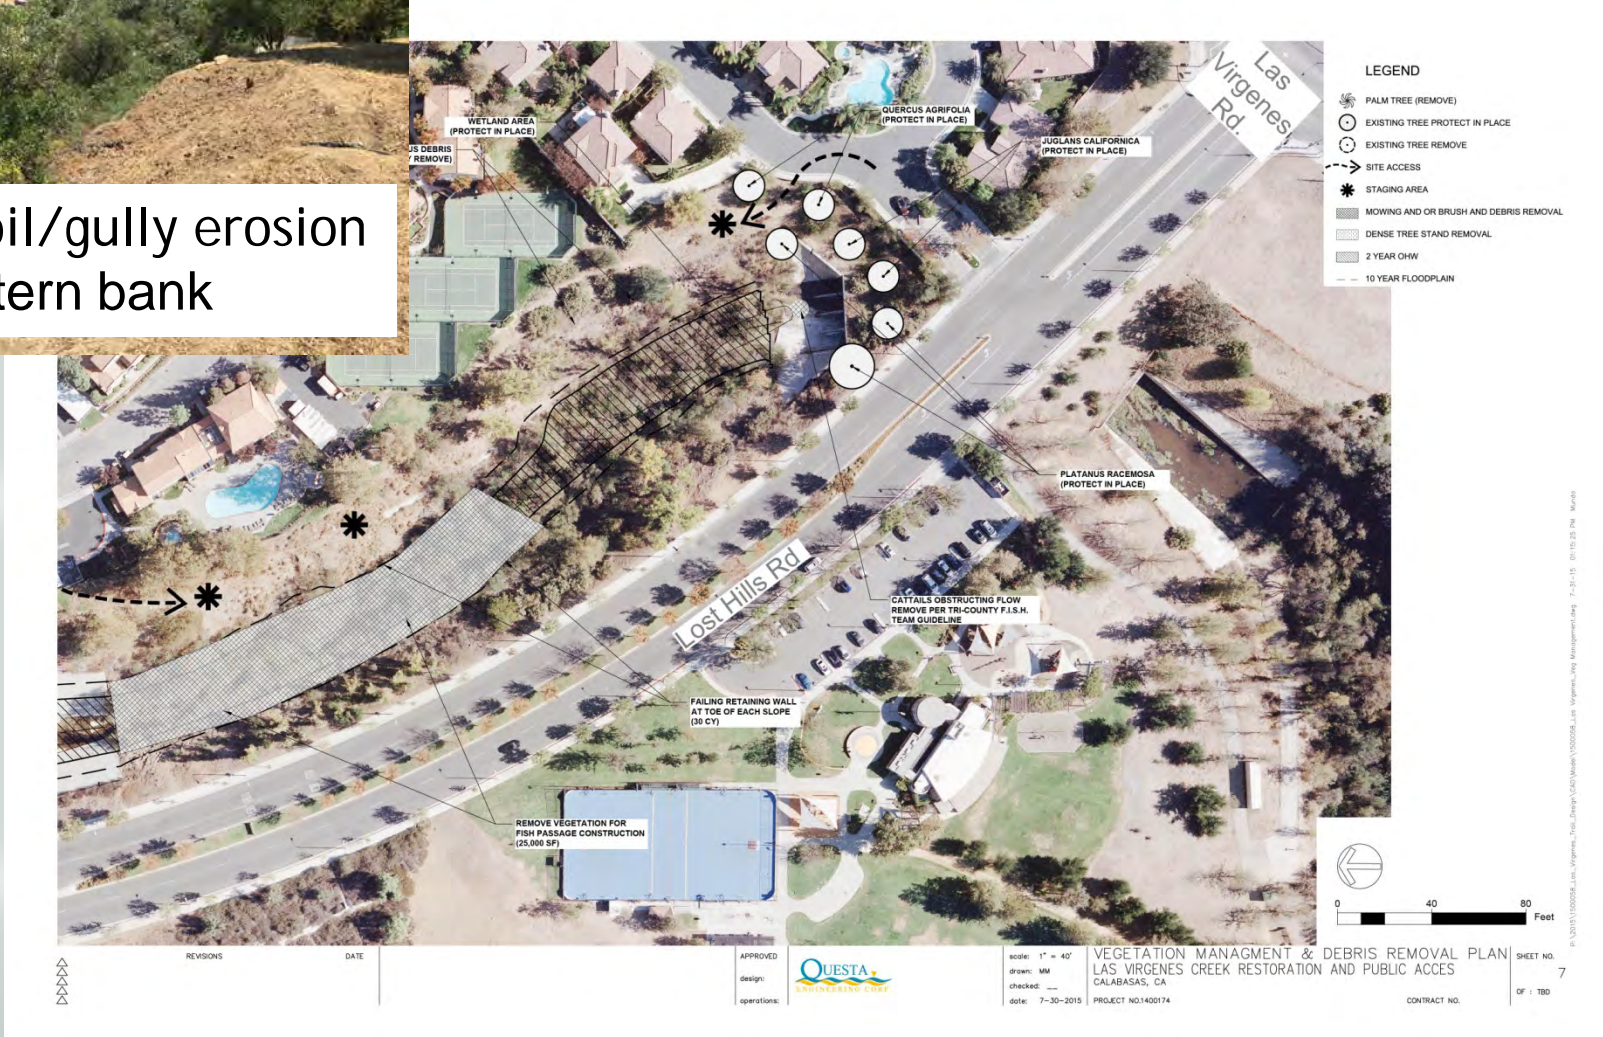 oil/gully erosion
tern bank
WETLAND AREA
(PROTECT IN PLACE)
US DEBRIS
REMOVE)
QUERCUS AGRIFOLIA
(PROTECT IN PLACE)
JUGLANS CALIFORNICA
(PROTECT IN PLACE)
Las
Virgenes
Rd.
LEGEND
PALM TREE (REMOVE)
EXISTING TREE PROTECT IN PLACE
EXISTING TREE REMOVE
SITE ACCESS
STAGING AREA
MOWING AND OR BRUSH AND DEBRIS REMOVAL
DENSE TREE STAND REMOVAL
2 YEAR OHW
10 YEAR FLOODPLAIN
PLATANUS RACEMOSA
(PROTECT IN PLACE)
Lost Hills Rd
CATTAILS OBSTRUCTING FLOW
REMOVE PER TRI-COUNTY F.I.S.H.
TEAM GUIDELINE
FAILING RETAINING WALL
AT TOE OF EACH SLOPE
(30 CY)
REMOVE VEGETATION FOR
FISH PASSAGE CONSTRUCTION
(25,000 SF)
0 40 80
Feet
REVISIONS DATE
APPROVED
design:
operations:
QUESTA
ENGINEERING CORP.
scale: 1" = 40'
drawn: MM
checked: __
date: 7-30-2015
VEGETATION MANAGMENT & DEBRIS REMOVAL PLAN
LAS VIRGENES CREEK RESTORATION AND PUBLIC ACCES
CALABASAS, CA
PROJECT NO.1400174
CONTRACT NO.
SHEET NO.
7
OF : TBD